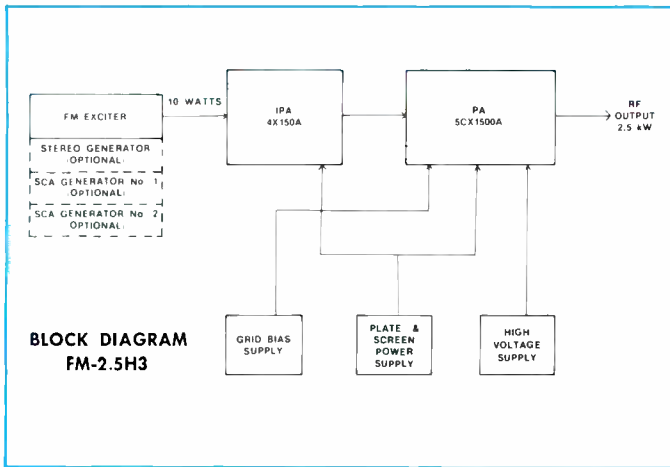 10 WATTS
FM EXCITER
STEREO GENERATOR
(OPTIONAL)
SCA GENERATOR No 1
(OPTIONAL)
SCA GENERATOR No 2
(OPTIONAL)
IPA
4X150A
PA
5CX1500A
RF
OUTPUT
2.5 kW
BLOCK DIAGRAM
FM-2.5H3
GRID BIAS
SUPPLY
PLATE &
SCREEN
POWER
SUPPLY
HIGH
VOLTAGE
SUPPLY